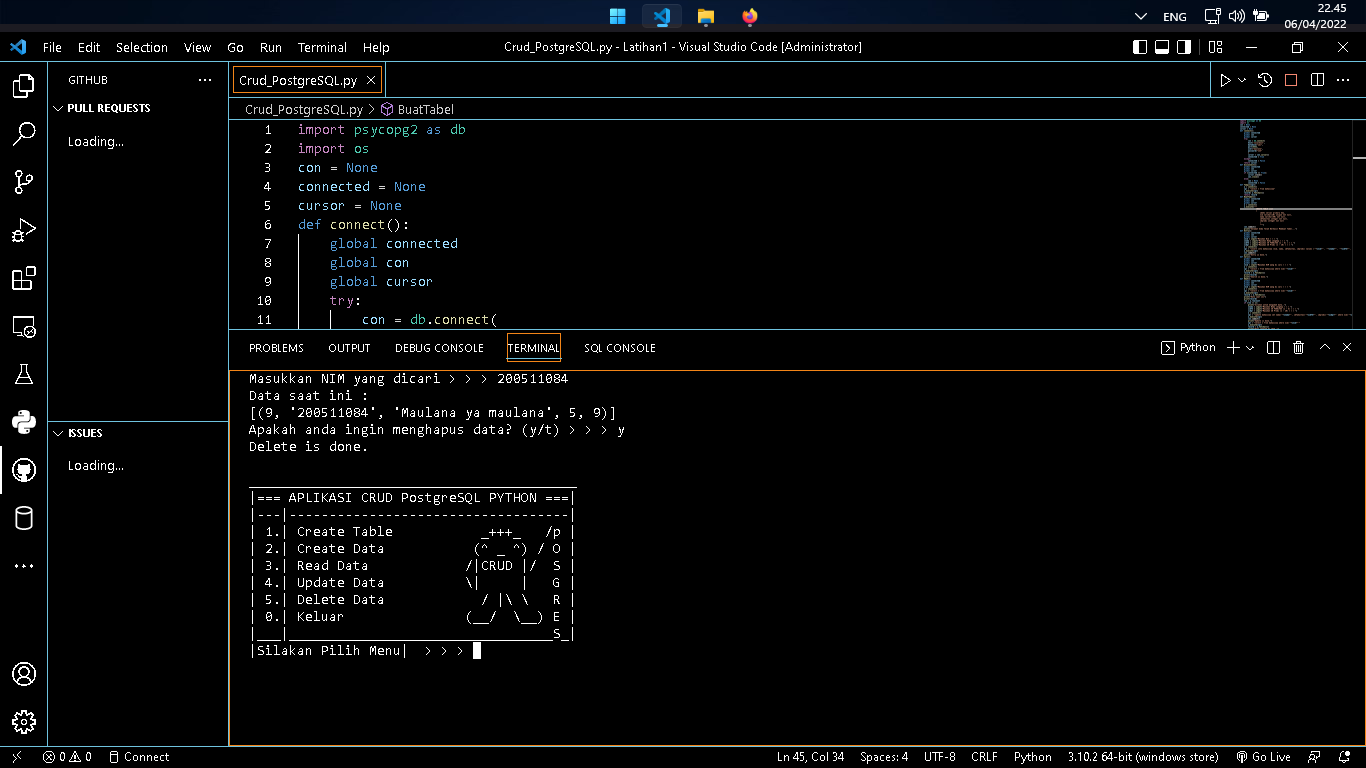 ENG
22.45
06/04/2022
File Edit Selection View Go Run Terminal Help
Crud_PostgreSQL.py - Latihan1 - Visual Studio Code [Administrator]
GITHUB
PULL REQUESTS
Loading...
ISSUES
Loading...
Crud_PostgreSQL.py
Crud_PostgreSQL.py > BuatTabel
1 import psycopg2 as db
2 import os
3 con = None
4 connected = None
5 cursor = None
6 def connect():
7 global connected
8 global con
9 global cursor
10 try:
11 con = db.connect(
PROBLEMS OUTPUT DEBUG CONSOLE TERMINAL SQL CONSOLE
Python
Masukkan NIM yang dicari > > > 200511084
Data saat ini :
[(9, '200511084', 'Maulana ya maulana', 5, 9)]
Apakah anda ingin menghapus data? (y/t) > > > y
Delete is done.
|=== APLIKASI CRUD PostgreSQL PYTHON ===|
|---|-----------------------------------|
| 1.| Create Table           _+++_   /p |
| 2.| Create Data           (^ _ ^) / O |
| 3.| Read Data            /|CRUD |/  S |
| 4.| Update Data          \|     |   G |
| 5.| Delete Data            / |\ \   R |
| 0.| Keluar               (__/  \__) E |
|___|_________________________________S_|
|Silakan Pilih Menu|  > > >
0 0
Connect
Ln 45, Col 34 Spaces: 4 UTF-8 CRLF Python 3.10.2 64-bit (windows store) Go Live